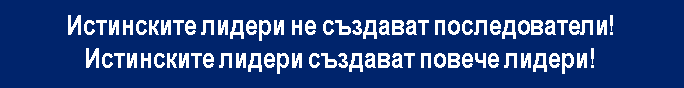 Истинските лидери не създават последователи!
Истинските лидери създават повече лидери!